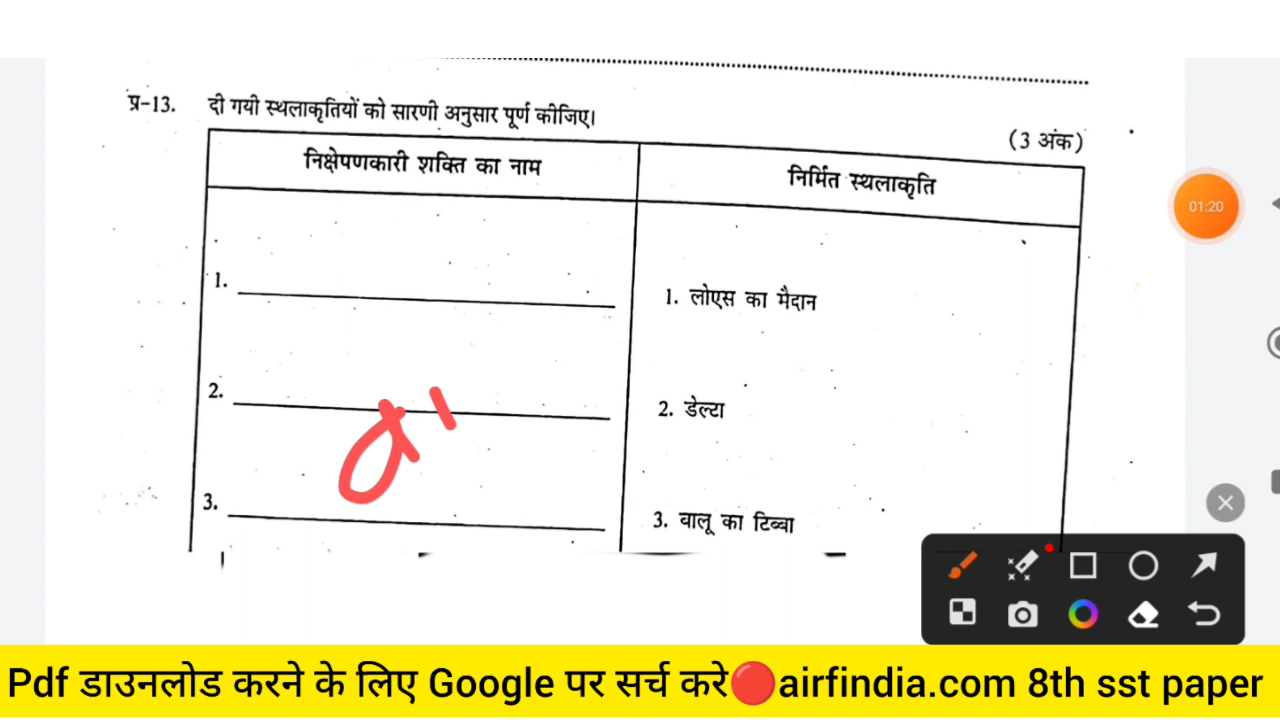 प्र-13. दी गयी स्थलाकृतियों को सारणी अनुसार पूर्ण कीजिए।
(3 अंक)
निक्षेपणकारी शक्ति का नाम
निर्मित स्थलाकृति
1.
1. लोएस का मैदान
2.
2. डेल्टा
3.
3. वालू का टिब्बा
01:20
Pdf डाउनलोड करने के लिए Google पर सर्च करे🔴airfindia.com 8th sst paper